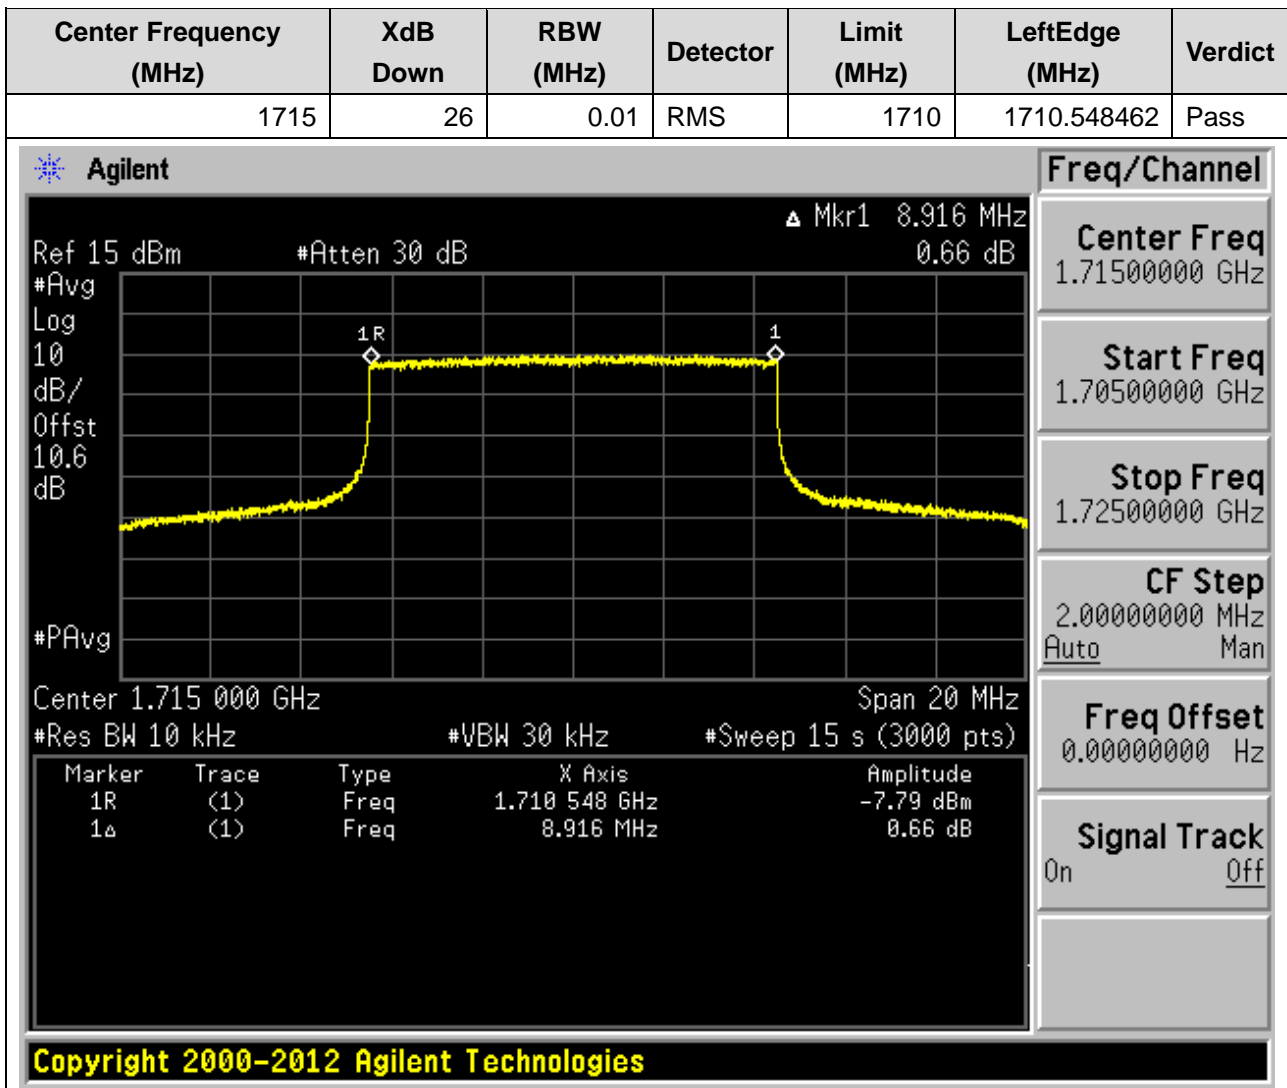 Center Frequency (MHz) XdB Down RBW (MHz) Detector Limit (MHz) LeftEdge (MHz) Verdict
1715 26 0.01 RMS 1710 1710.548462 Pass
Agilent
Freq/Channel
Δ Mkr1 8.916 MHz
Ref 15 dBm #Atten 30 dB 0.66 dB
#Avg
Log
10
dB/
Offst
10.6
dB
1R
1
#PAvg
Center 1.715 000 GHz Span 20 MHz
#Res BW 10 kHz #VBW 30 kHz #Sweep 15 s (3000 pts)
Marker Trace Type X Axis Amplitude
1R (1) Freq 1.710 548 GHz -7.79 dBm
1Δ (1) Freq 8.916 MHz 0.66 dB
Center Freq
1.71500000 GHz
Start Freq
1.70500000 GHz
Stop Freq
1.72500000 GHz
CF Step
2.00000000 MHz
Auto Man
Freq Offset
0.00000000 Hz
Signal Track
On Off
Copyright 2000-2012 Agilent Technologies